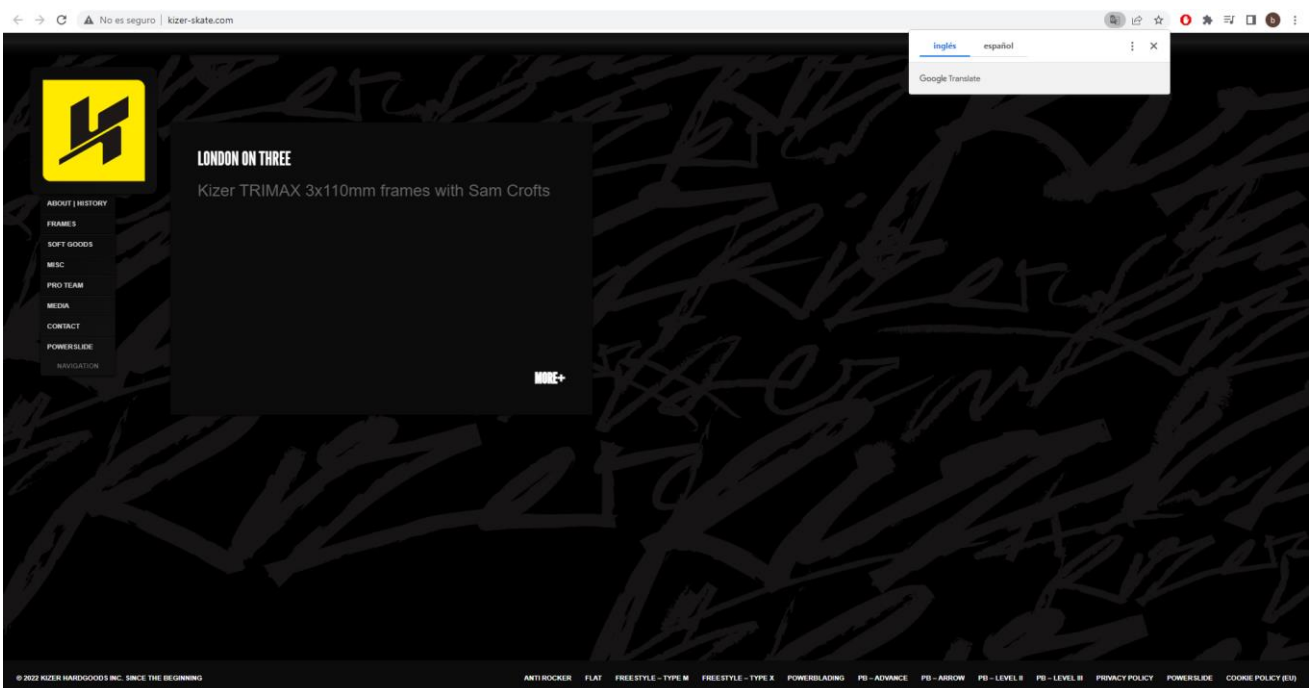 No es seguro | kizer-skate.com
inglés español
Google Translate
LONDON ON THREE
Kizer TRIMAX 3x110mm frames with Sam Crofts
ABOUT | HISTORY
FRAMES
SOFT GOODS
MISC
PRO TEAM
MEDIA
CONTACT
POWERSLIDE
NAVIGATION
MORE+
© 2022 KIZER HARDGOODS INC. SINCE THE BEGINNING
ANTI ROCKER FLAT FREESTYLE – TYPE M FREESTYLE – TYPE X POWERBLADING PB – ADVANCE PB – ARROW PB – LEVEL II PB – LEVEL III PRIVACY POLICY POWERSLIDE COOKIE POLICY (EU)